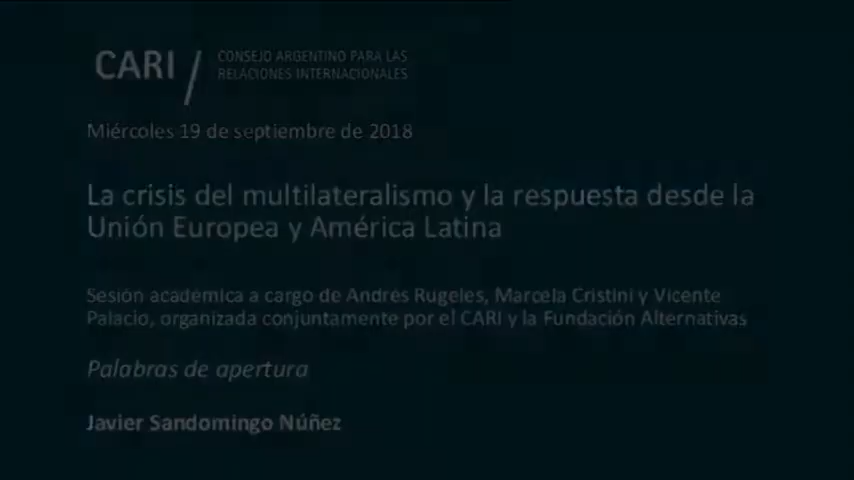 CARI
CONSEJO ARGENTINO PARA LAS
RELACIONES INTERNACIONALES
Miércoles 19 de septiembre de 2018
La crisis del multilateralismo y la respuesta desde la
Unión Europea y América Latina
Sesión académica a cargo de Andrés Rugeles, Marcela Cristini y Vicente
Palacio, organizada conjuntamente por el CARI y la Fundación Alternativas
Palabras de apertura
Javier Sandomingo Núñez